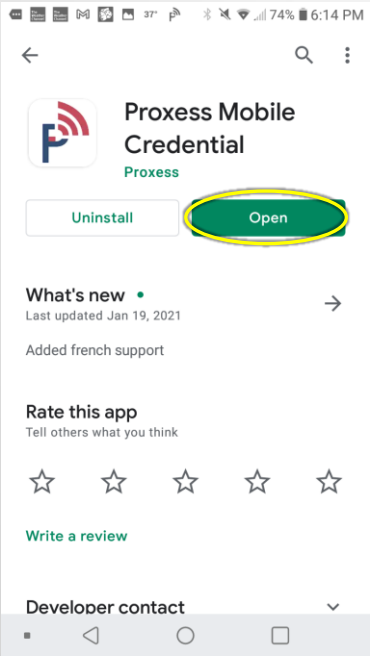 37° 74% 6:14 PM
Proxess Mobile
Credential
Proxess
Uninstall Open
What's new
Last updated Jan 19, 2021
Added french support
Rate this app
Tell others what you think
Write a review
Developer contact